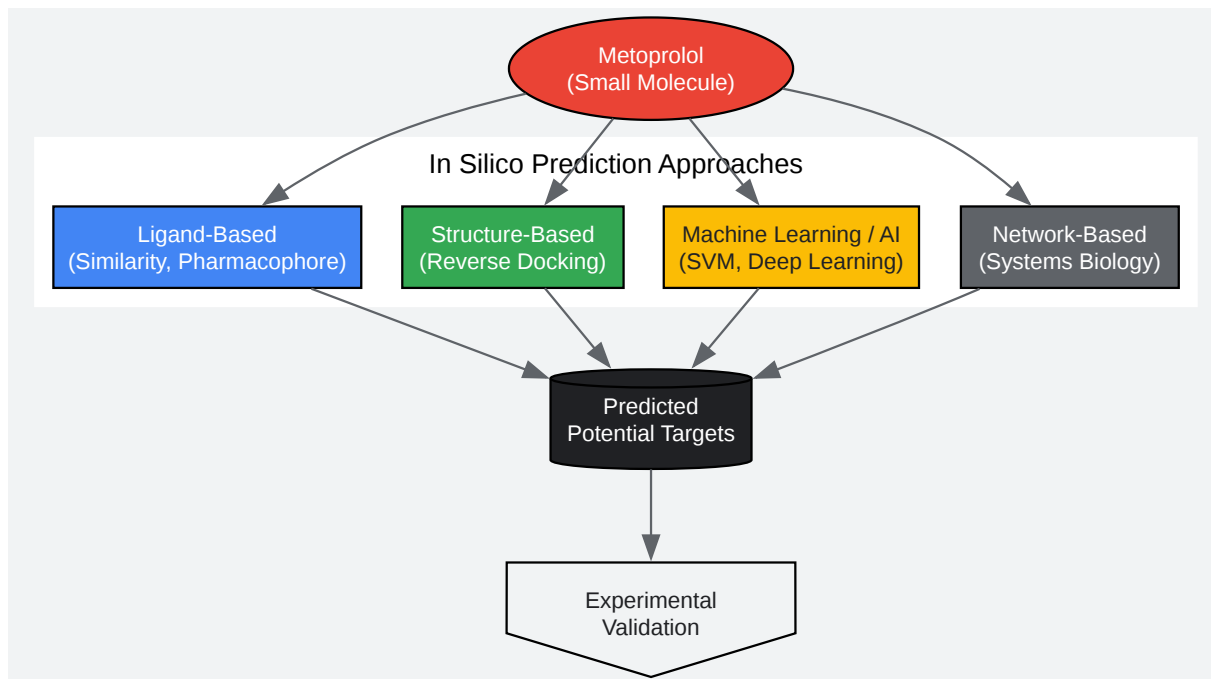 Metoprolol
(Small Molecule)
In Silico Prediction Approaches
Ligand-Based
(Similarity, Pharmacophore)
Structure-Based
(Reverse Docking)
Machine Learning / AI
(SVM, Deep Learning)
Network-Based
(Systems Biology)
Predicted
Potential Targets
Experimental
Validation